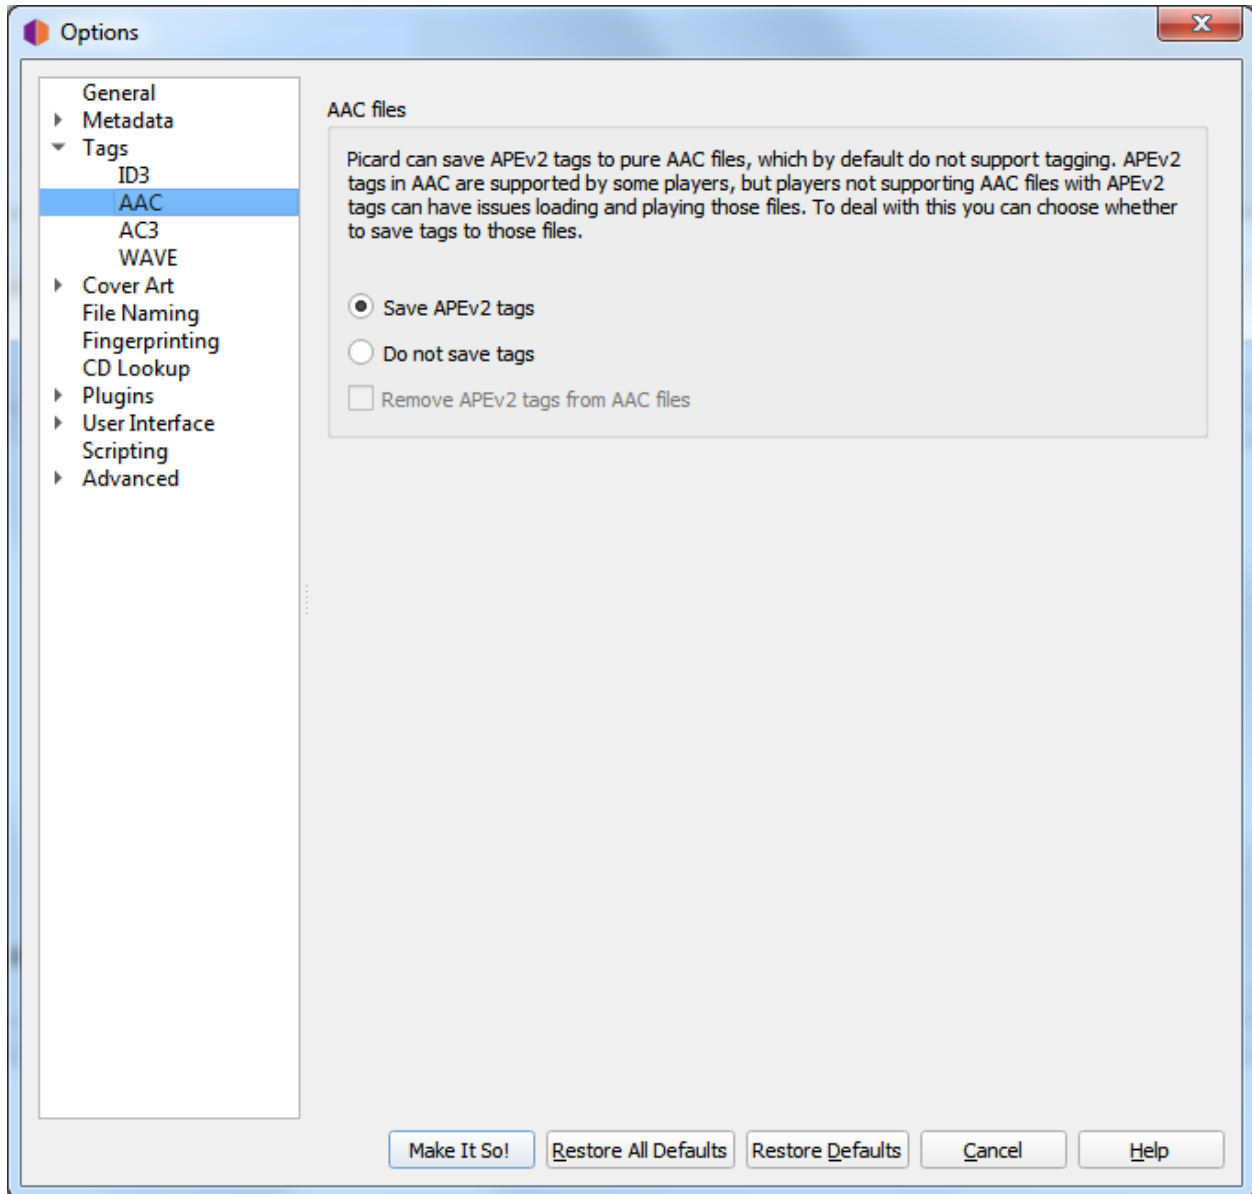 Options
General
Metadata
Tags
ID3
AAC
AC3
WAVE
Cover Art
File Naming
Fingerprinting
CD Lookup
Plugins
User Interface
Scripting
Advanced
AAC files
Picard can save APEv2 tags to pure AAC files, which by default do not support tagging. APEv2
tags in AAC are supported by some players, but players not supporting AAC files with APEv2
tags can have issues loading and playing those files. To deal with this you can choose whether
to save tags to those files.
Save APEv2 tags
Do not save tags
Remove APEv2 tags from AAC files
Make It So!
Restore All Defaults
Restore Defaults
Cancel
Help